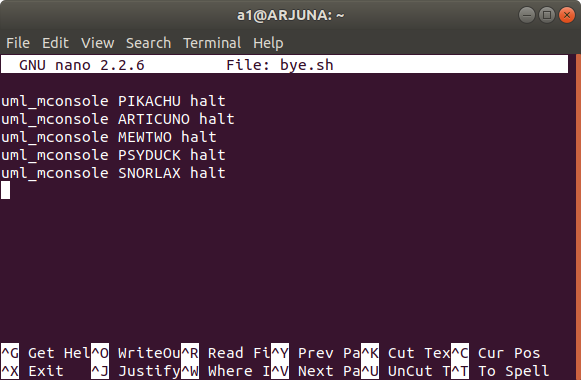 a1@ARJUNA: ~
File Edit View Search Terminal Help
GNU nano 2.2.6 File: bye.sh
uml_mconsole PIKACHU halt
uml_mconsole ARTICUNO halt
uml_mconsole MEWTWO halt
uml_mconsole PSYDUCK halt
uml_mconsole SNORLAX halt
^G Get Hel^O WriteOu^R Read Fi^Y Prev Pa^K Cut Tex^C Cur Pos
^X Exit ^J Justify^W Where I^V Next Pa^U UnCut T^T To Spell